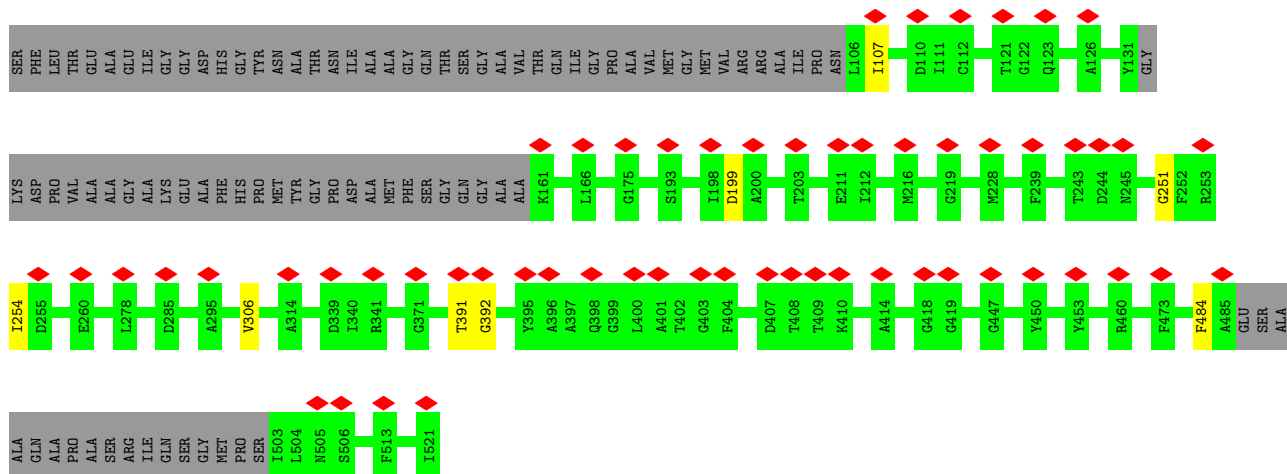 SER PHE LEU THR GLU ALA GLU ILE GLY GLY ASP HIS GLY TYR ASN ALA THR ASN ILE ALA ALA GLY GLN THR SER GLY ALA VAL THR GLN ILE GLY PRO ALA VAL MET GLY MET VAL ARG ARG ALA ILE PRO ASN L106 I107 D110 I111 C112 T121 G122 Q123 A126 Y131 GLY
LYS ASP PRO VAL ALA ALA GLY ALA LYS GLU ALA PHE HIS PRO MET TYR GLY PRO ASP ALA MET PHE SER GLY GLN GLY ALA ALA K161 L166 G175 S193 I198 D199 A200 T203 E211 I212 M216 G219 M228 F239 T243 D244 N245 G251 F252 R253
I254 D255 E260 L278 D285 A295 V306 A314 D339 I340 R341 G371 T391 G392 Y395 A396 A397 Q398 G399 L400 A401 T402 G403 F404 D407 T408 T409 K410 A414 G418 G419 G447 Y450 Y453 R460 F473 F484 A485 GLU SER ALA
ALA GLN ALA PRO ALA SER ARG ILE GLN SER GLY MET PRO SER I503 L504 N505 S506 F513 I521